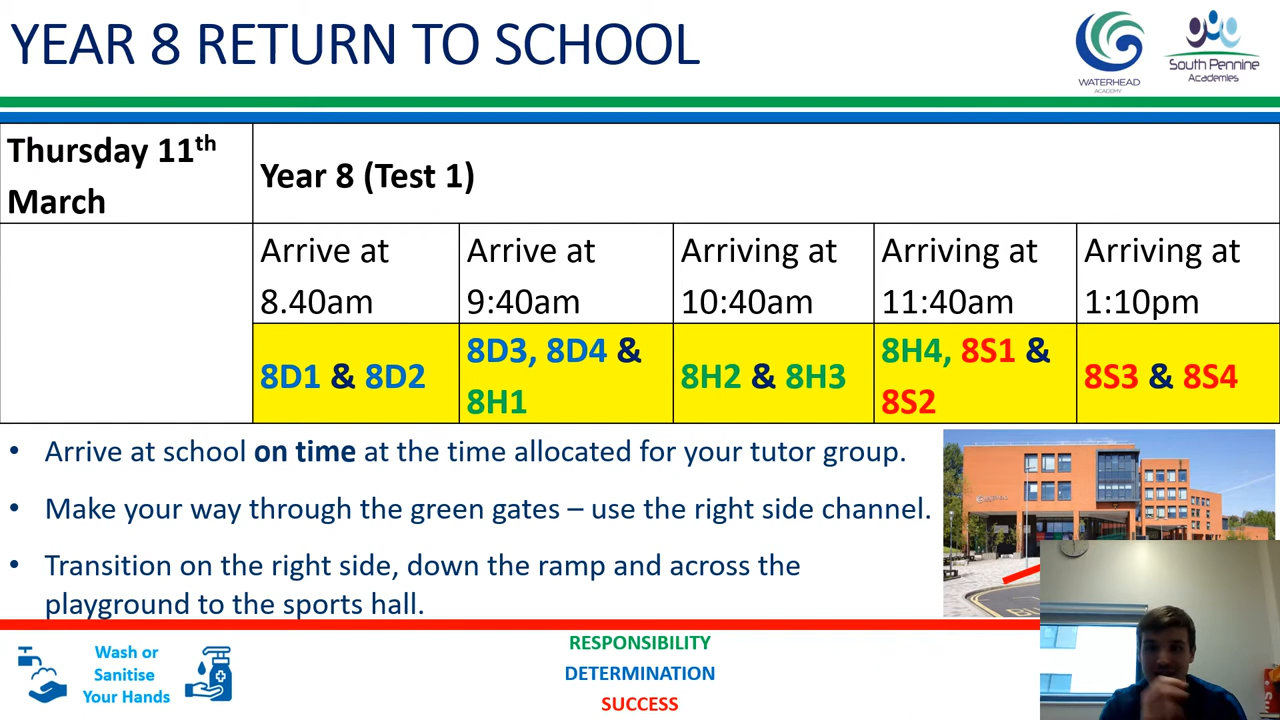 YEAR 8 RETURN TO SCHOOL
WATERHEAD
ACADEMY
South Pennine
Academies
Thursday 11th
March
Year 8 (Test 1)
Arrive at
8.40am
Arrive at
9:40am
Arriving at
10:40am
Arriving at
11:40am
Arriving at
1:10pm
8D1 & 8D2
8D3, 8D4 &
8H1
8H2 & 8H3
8H4, 8S1 &
8S2
8S3 & 8S4
• Arrive at school on time at the time allocated for your tutor group.
• Make your way through the green gates – use the right side channel.
• Transition on the right side, down the ramp and across the
playground to the sports hall.
Wash or
Sanitise
Your Hands
RESPONSIBILITY
DETERMINATION
SUCCESS